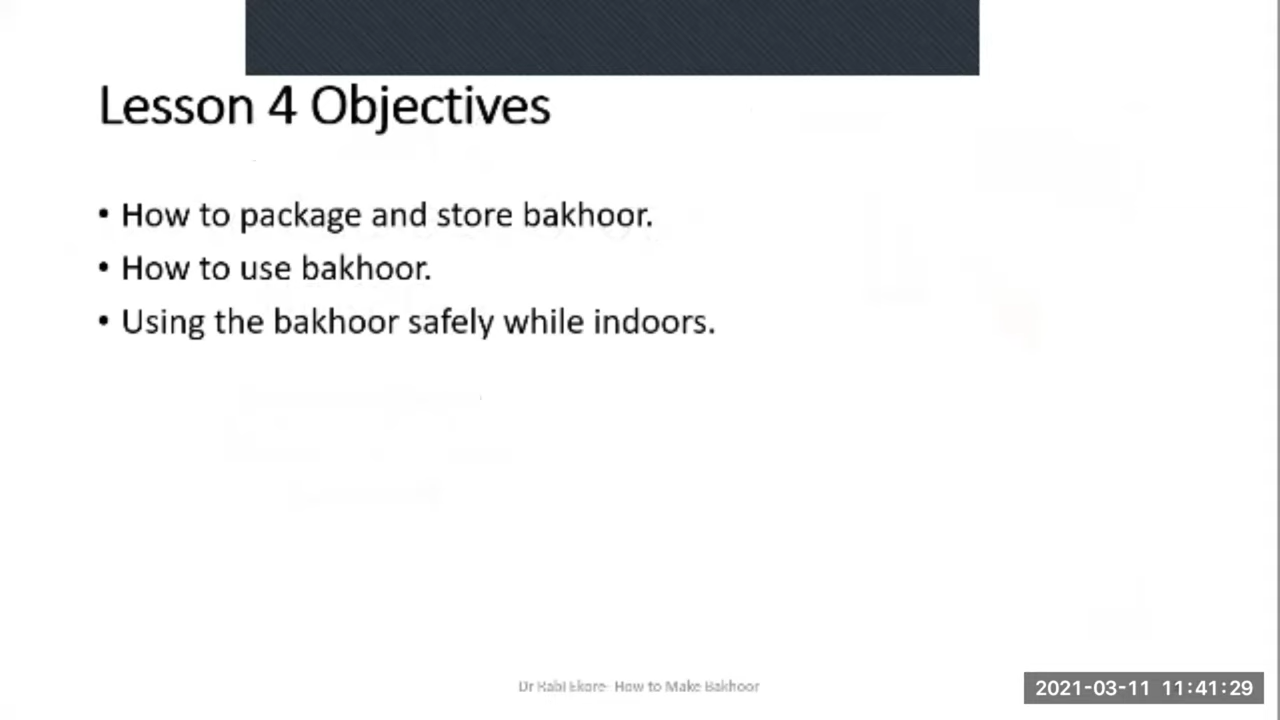 Lesson 4 Objectives
• How to package and store bakhoor.
• How to use bakhoor.
• Using the bakhoor safely while indoors.
Dr Rabi Ekore- How to Make Bakhoor
2021-03-11 11:41:29